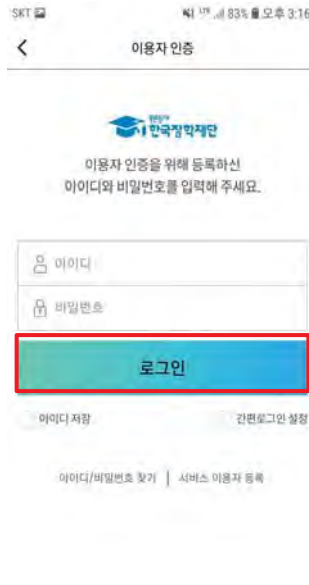 SKT 83% 오후 3:16
이용자 인증
한국장학재단
이용자 인증을 위해 등록하신
아이디와 비밀번호를 입력해 주세요.
아이디
비밀번호
로그인
아이디 저장 간편로그인 설정
아이디/비밀번호 찾기 | 서비스 이용자 등록